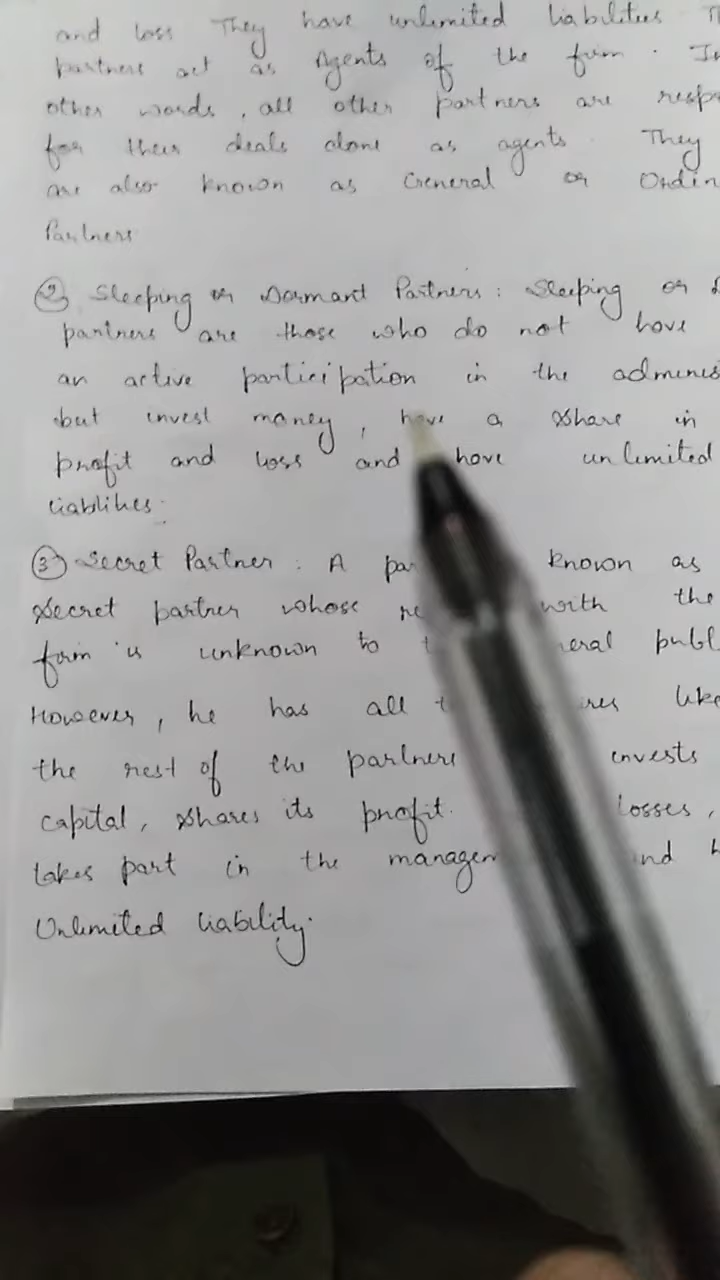 and loss They have unlimited liabilities
partners act as Agents of the firm. In
other words, all other partners are
for their deals done as agents. They
are also known as General or
Partners
② Sleeping or Dormant Partners: Sleeping or
partners are those who do not have
an active participation in the
but invest money, have a share in
profit and loss and have unlimited
liablities.
③ Secret Partner: A known as
secret partner whose with the
firm is unknown to
However, he has all like
the rest of the partners invests
capital, shares its profit. losses,
takes part in the
Unlimited liability.